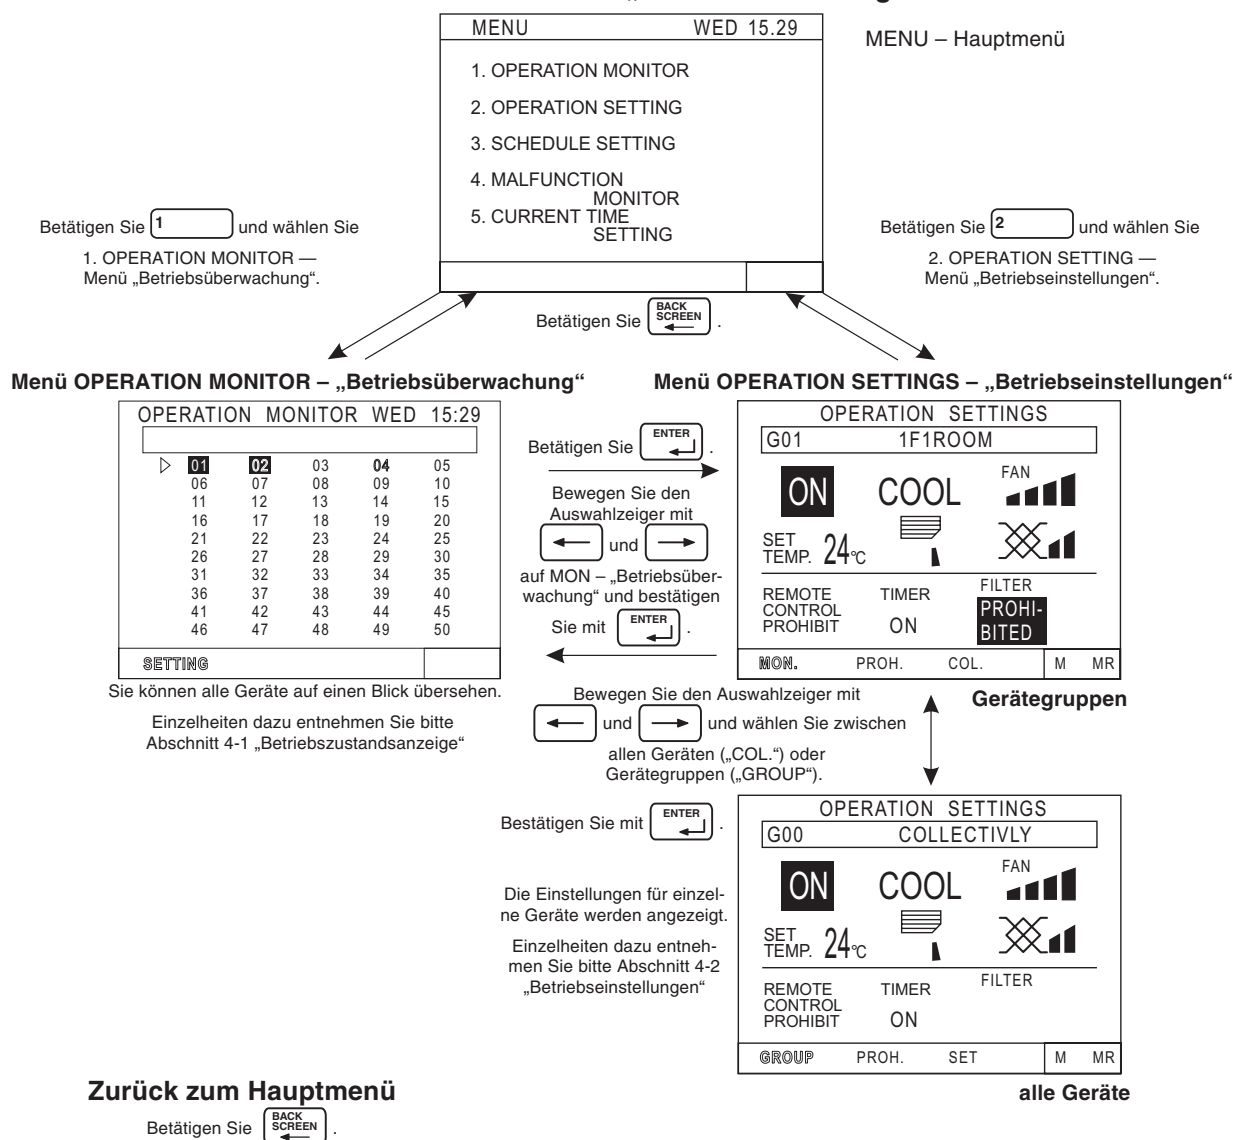 MENU WED 15.29
MENU – Hauptmenü
1. OPERATION MONITOR
2. OPERATION SETTING
3. SCHEDULE SETTING
4. MALFUNCTION
MONITOR
5. CURRENT TIME
SETTING
Betätigen Sie 1 und wählen Sie
1. OPERATION MONITOR —
Menü „Betriebsüberwachung“.
Betätigen Sie 2 und wählen Sie
2. OPERATION SETTING —
Menü „Betriebseinstellungen“.
Betätigen Sie BACK SCREEN .
Menü OPERATION MONITOR – „Betriebsüberwachung“
OPERATION MONITOR WED 15:29
01 02 03 04 05
06 07 08 09 10
11 12 13 14 15
16 17 18 19 20
21 22 23 24 25
26 27 28 29 30
31 32 33 34 35
36 37 38 39 40
41 42 43 44 45
46 47 48 49 50
SETTING
Sie können alle Geräte auf einen Blick übersehen.
Einzelheiten dazu entnehmen Sie bitte
Abschnitt 4-1 „Betriebszustandsanzeige“
Betätigen Sie ENTER .
Bewegen Sie den
Auswahlzeiger mit
und
auf MON – „Betriebsüber-
wachung“ und bestätigen
Sie mit ENTER .
Menü OPERATION SETTINGS – „Betriebseinstellungen“
OPERATION SETTINGS
G01 1F1ROOM
ON COOL FAN
SET
TEMP. 24°C
REMOTE
CONTROL
PROHIBIT
TIMER
ON
FILTER
PROHI-
BITED
MON. PROH. COL. M MR
Gerätegruppen
Bewegen Sie den Auswahlzeiger mit
und und wählen Sie zwischen
allen Geräten („COL.“) oder
Gerätegruppen („GROUP“).
Bestätigen Sie mit ENTER .
Die Einstellungen für einzel-
ne Geräte werden angezeigt.
Einzelheiten dazu entneh-
men Sie bitte Abschnitt 4-2
„Betriebseinstellungen“
OPERATION SETTINGS
G00 COLLECTIVLY
ON COOL FAN
SET
TEMP. 24°C
REMOTE
CONTROL
PROHIBIT
TIMER
ON
FILTER
GROUP PROH. SET M MR
alle Geräte
Zurück zum Hauptmenü
Betätigen Sie BACK SCREEN .